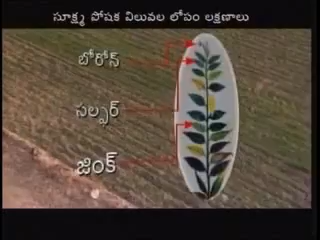 సూక్ష్మ పోషక విలువల లోపం లక్షణాలు
బోరోన్
సల్ఫర్
జింక్